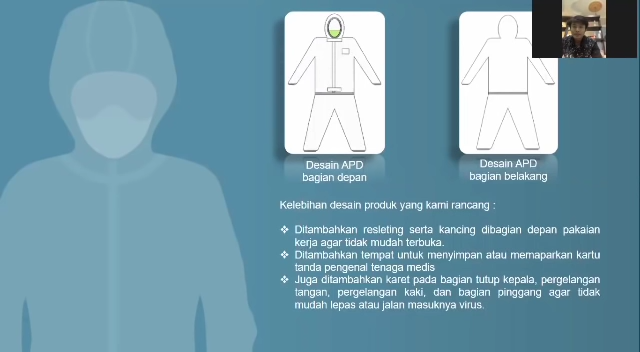 Desain APD
bagian depan
Desain APD
bagian belakang
Kelebihan desain produk yang kami rancang :
❖ Ditambahkan resleting serta kancing dibagian depan pakaian
kerja agar tidak mudah terbuka.
❖ Ditambahkan tempat untuk menyimpan atau memaparkan kartu
tanda pengenal tenaga medis
❖ Juga ditambahkan karet pada bagian tutup kepala, pergelangan
tangan, pergelangan kaki, dan bagian pinggang agar tidak
mudah lepas atau jalan masuknya virus.